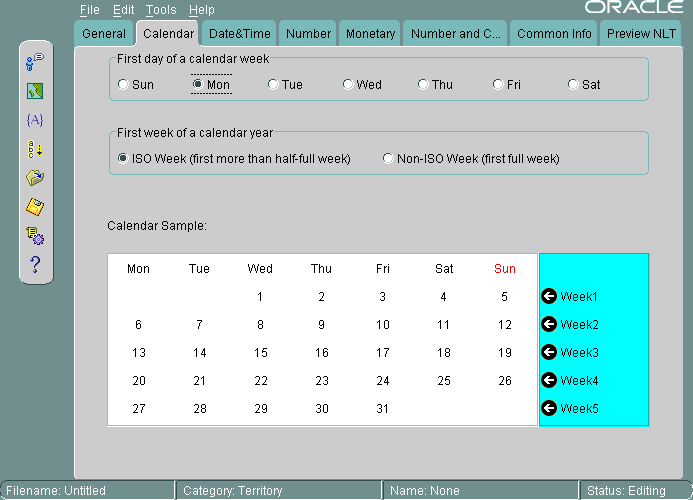 File Edit Tools Help
ORACLE
General Calendar Date&Time Number Monetary Number and C... Common Info Preview NLT
First day of a calendar week
Sun Mon Tue Wed Thu Fri Sat
{A}
First week of a calendar year
ISO Week (first more than half-full week) Non-ISO Week (first full week)
?
Calendar Sample:
Mon Tue Wed Thu Fri Sat Sun
1 2 3 4 5 Week1
6 7 8 9 10 11 12 Week2
13 14 15 16 17 18 19 Week3
20 21 22 23 24 25 26 Week4
27 28 29 30 31 Week5
Filename: Untitled Category: Territory Name: None Status: Editing